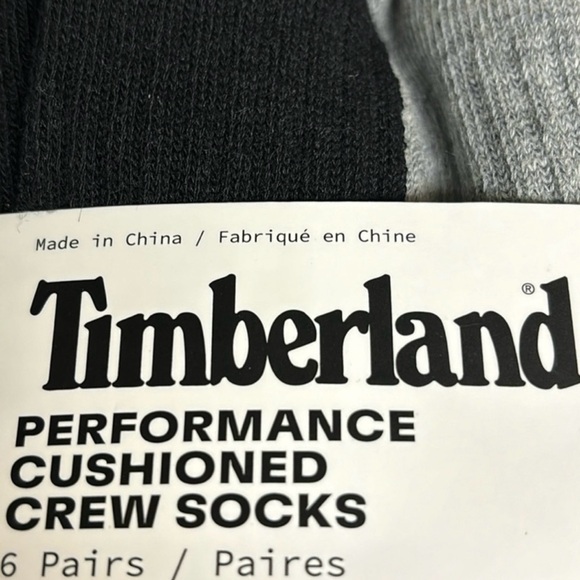 Made in China / Fabriqué en Chine
Timberland®
PERFORMANCE
CUSHIONED
CREW SOCKS
6 Pairs / Paires